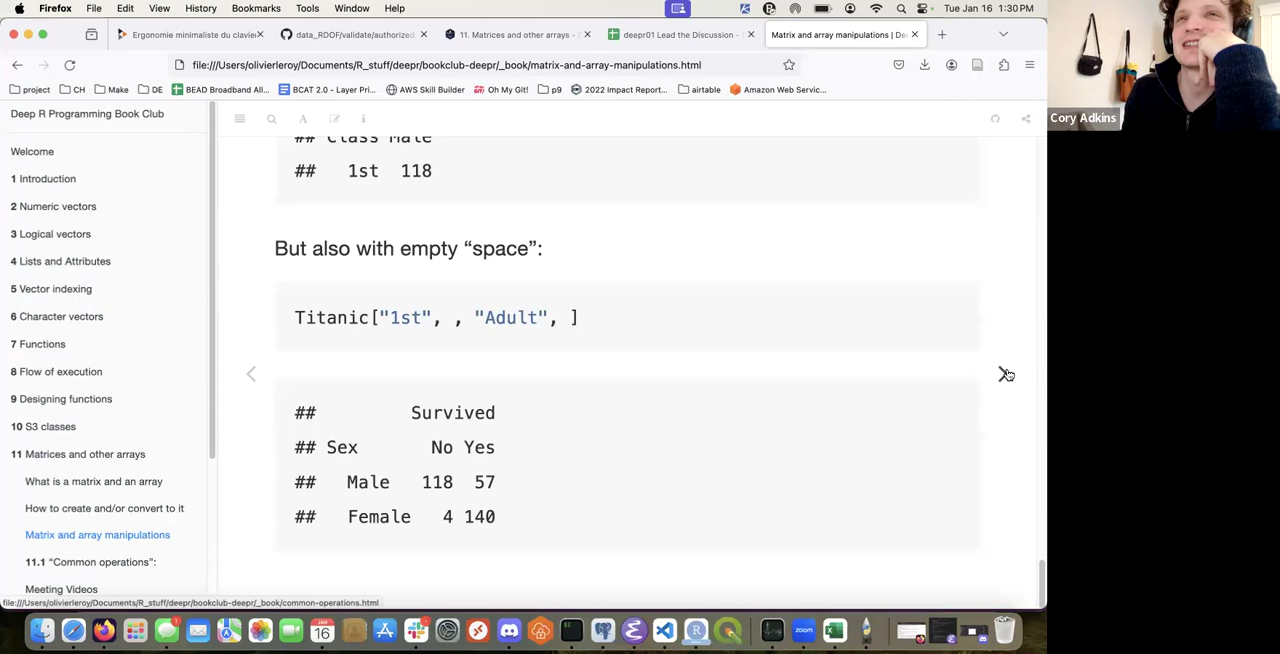 Firefox File Edit View History Bookmarks Tools Window Help Tue Jan 16 1:30 PM
Ergonomie minimaliste du clavier data_RDOF/validate/authorized 11. Matrices and other arrays - deepr01 Lead the Discussion - Matrix and array manipulations | De
file:///Users/olivierleroy/Documents/R_stuff/deepr/bookclub-deepr/_book/matrix-and-array-manipulations.html
project CH Make DE BEAD Broadband All... BCAT 2.0 - Layer Pri... AWS Skill Builder Oh My Git! p9 2022 Impact Report... airtable Amazon Web Servic...
Deep R Programming Book Club
Welcome
1 Introduction
2 Numeric vectors
3 Logical vectors
4 Lists and Attributes
5 Vector indexing
6 Character vectors
7 Functions
8 Flow of execution
9 Designing functions
10 S3 classes
11 Matrices and other arrays
What is a matrix and an array
How to create and/or convert to it
Matrix and array manipulations
11.1 “Common operations”:
Meeting Videos
file:///Users/olivierleroy/Documents/R_stuff/deepr/bookclub-deepr/_book/common-operations.html
## Class Male
##   1st  118
But also with empty “space”:
Titanic["1st", , "Adult", ]
##         Survived
## Sex       No Yes
##   Male   118  57
##   Female   4 140
Cory Adkins
JAN
16
zoom